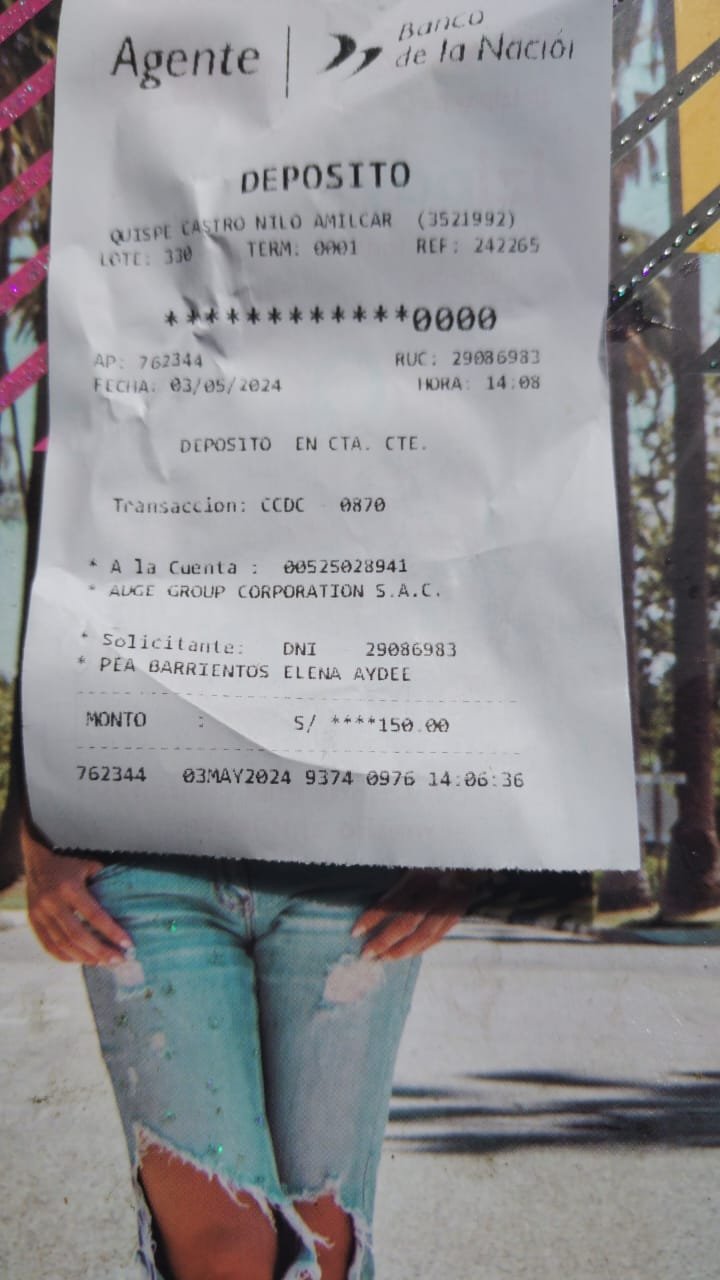 Agente
Banco
de la Nación
DEPOSITO
QUISPE CASTRO NILO AMILCAR (3521992)
LOTE: 330 TERM: 0001 REF: 242265
************0000
AP: 762344 RUC: 29086983
FECHA: 03/05/2024 HORA: 14:08
DEPOSITO EN CTA. CTE.
Transaccion: CCDC 0870
* A la Cuenta : 00525028941
* AUGE GROUP CORPORATION S.A.C.
* Solicitante: DNI 29086983
* PEA BARRIENTOS ELENA AYDEE
MONTO : S/ ****150.00
762344 03MAY2024 9374 0976 14:06:36